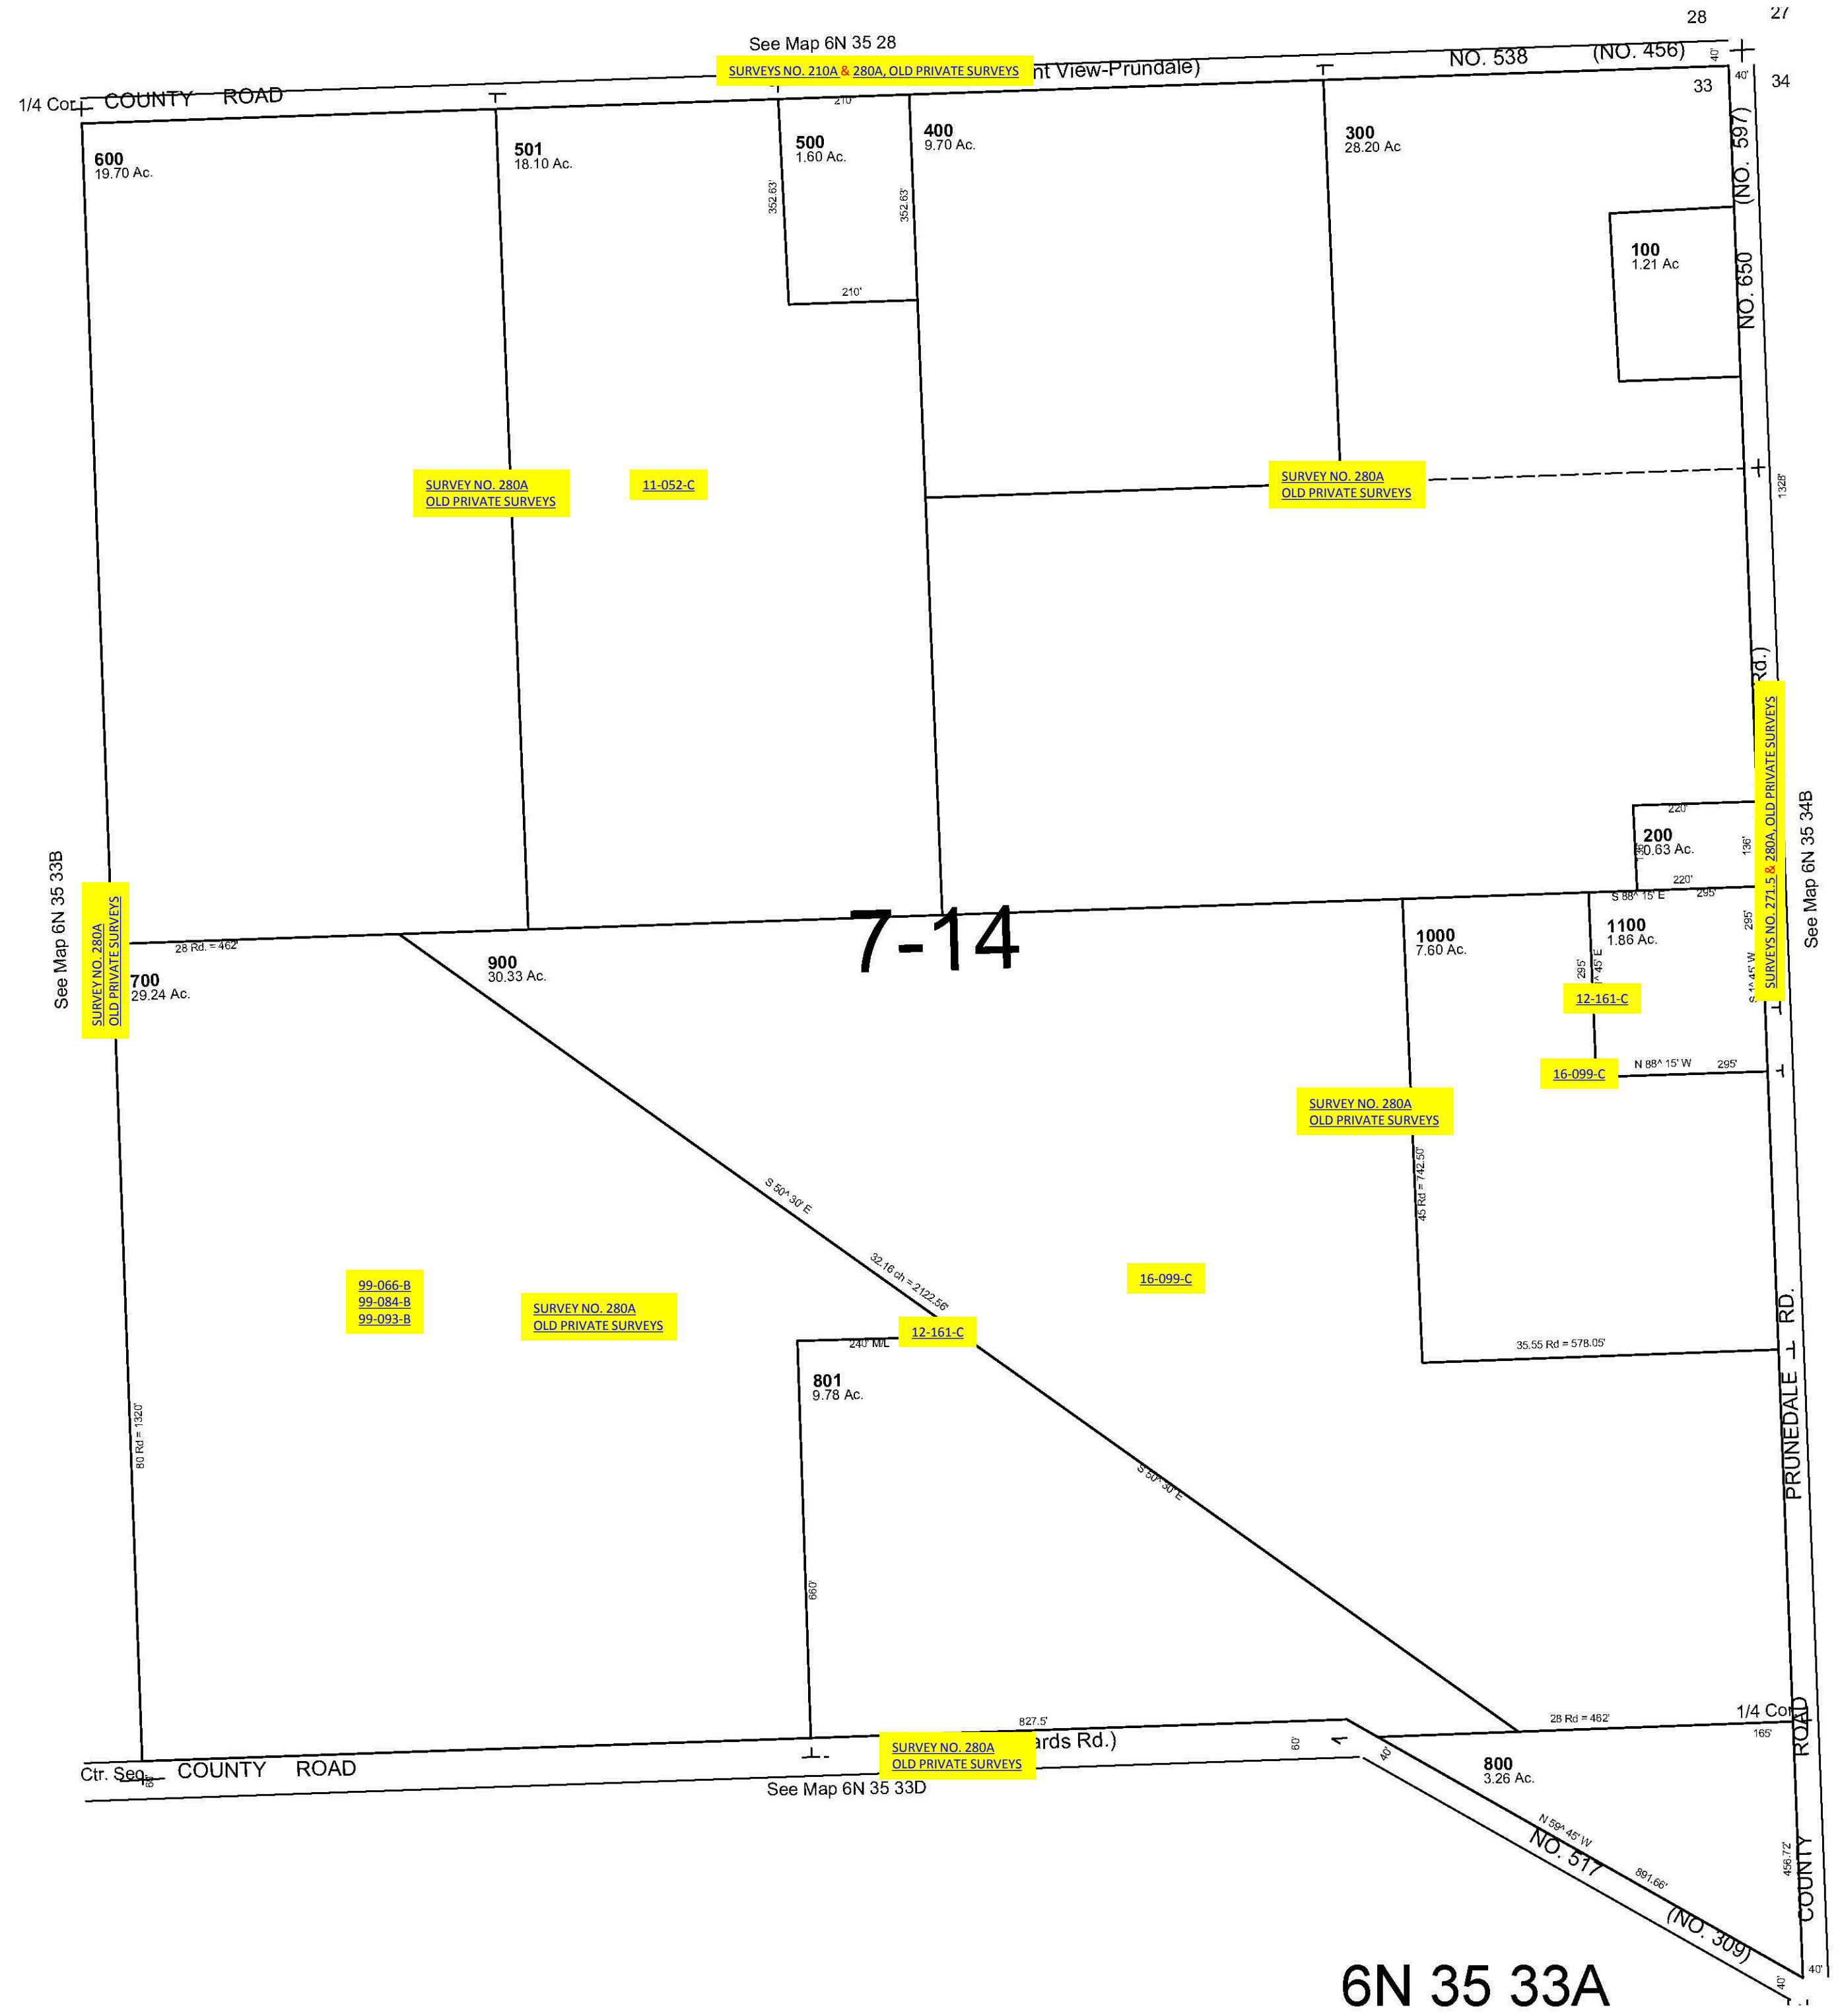 28
27
See Map 6N 35 28
SURVEYS NO. 210A & 280A, OLD PRIVATE SURVEYS
nt View-Prundale)
NO. 538
(NO. 456)
40'
1/4 Cor
COUNTY ROAD
210'
33
40'
34
600
19.70 Ac.
501
18.10 Ac.
500
1.60 Ac.
400
9.70 Ac.
300
28.20 Ac
(NO. 597)
352.63'
352.63'
210'
100
1.21 Ac
NO. 650
SURVEY NO. 280A
OLD PRIVATE SURVEYS
11-052-C
SURVEY NO. 280A
OLD PRIVATE SURVEYS
1328'
Rd.)
SURVEYS NO. 271.5 & 280A, OLD PRIVATE SURVEYS
See Map 6N 35 34B
220'
200
0.63 Ac.
136'
136'
220'
S 88^ 15' E
295'
See Map 6N 35 33B
SURVEY NO. 280A
OLD PRIVATE SURVEYS
28 Rd. = 462'
7-14
700
29.24 Ac.
900
30.33 Ac.
1000
7.60 Ac.
1100
1.86 Ac.
295'
^ 45' E
295'
S 1^ 45' W
12-161-C
16-099-C
N 88^ 15' W
295'
SURVEY NO. 280A
OLD PRIVATE SURVEYS
45 Rd = 742.50'
S 50^ 30' E
32.16 ch = 2122.56'
16-099-C
99-066-B
99-084-B
99-093-B
SURVEY NO. 280A
OLD PRIVATE SURVEYS
12-161-C
240' M/L
35.55 Rd = 578.05'
801
9.78 Ac.
80 Rd = 1320'
S 50^ 30' E
PRUNEDALE RD.
660'
827.5'
28 Rd = 462'
1/4 Cor
165'
ards Rd.)
60'
40'
SURVEY NO. 280A
OLD PRIVATE SURVEYS
Ctr. Sec.
60'
COUNTY ROAD
See Map 6N 35 33D
800
3.26 Ac.
N 59^ 45' W
NO. 517
891.66'
456.72'
COUNTY ROAD
(NO. 309)
40'
40'
6N 35 33A